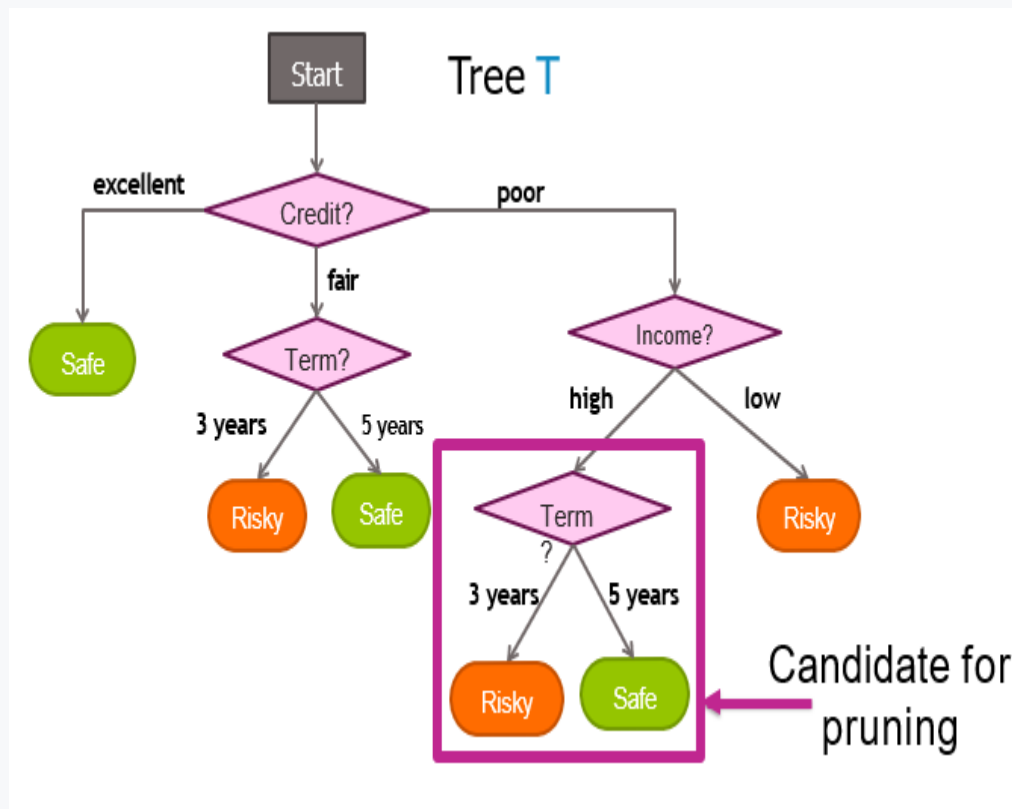 Start
Tree T
excellent
Credit?
poor
fair
Safe
Term?
Income?
3 years
5 years
high
low
Risky
Safe
Term
?
Risky
3 years
5 years
Risky
Safe
Candidate for
pruning